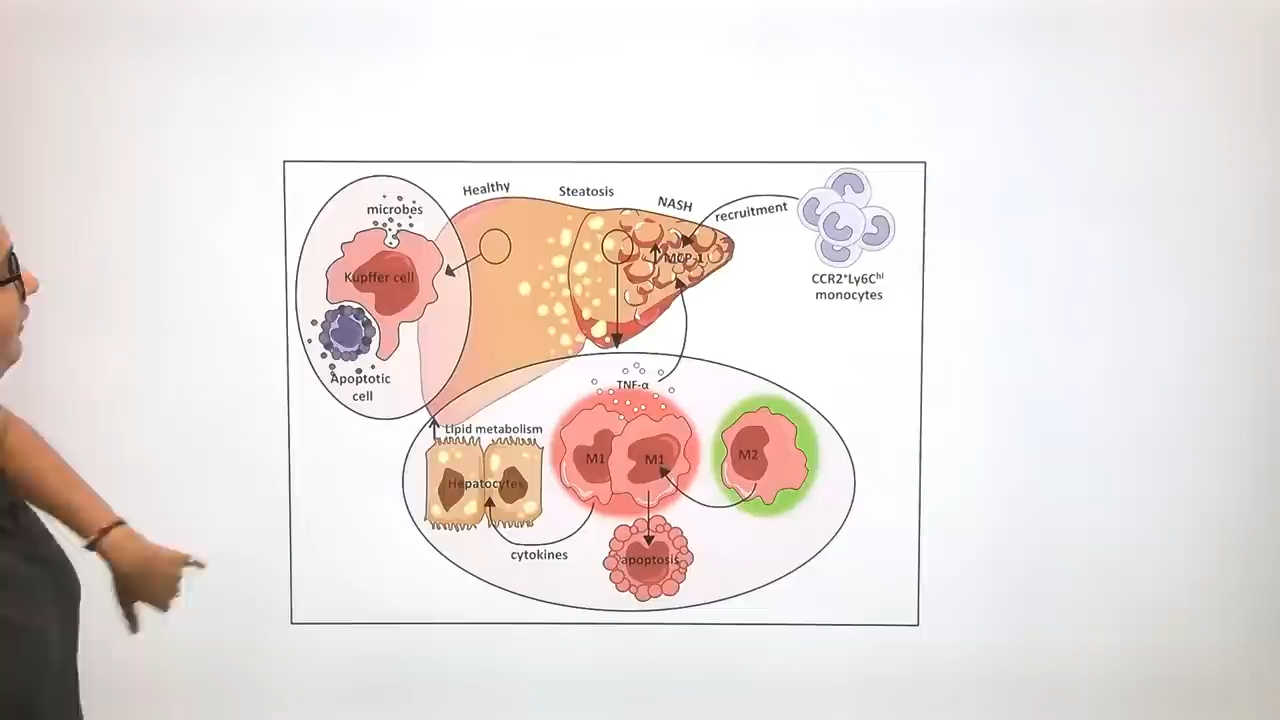 Healthy
Steatosis
NASH
recruitment
microbes
Kupffer cell
Apoptotic
cell
MCP-1
CCR2⁺Ly6Cʰⁱ
monocytes
TNF-α
Lipid metabolism
Hepatocytes
M1
M1
M2
cytokines
apoptosis